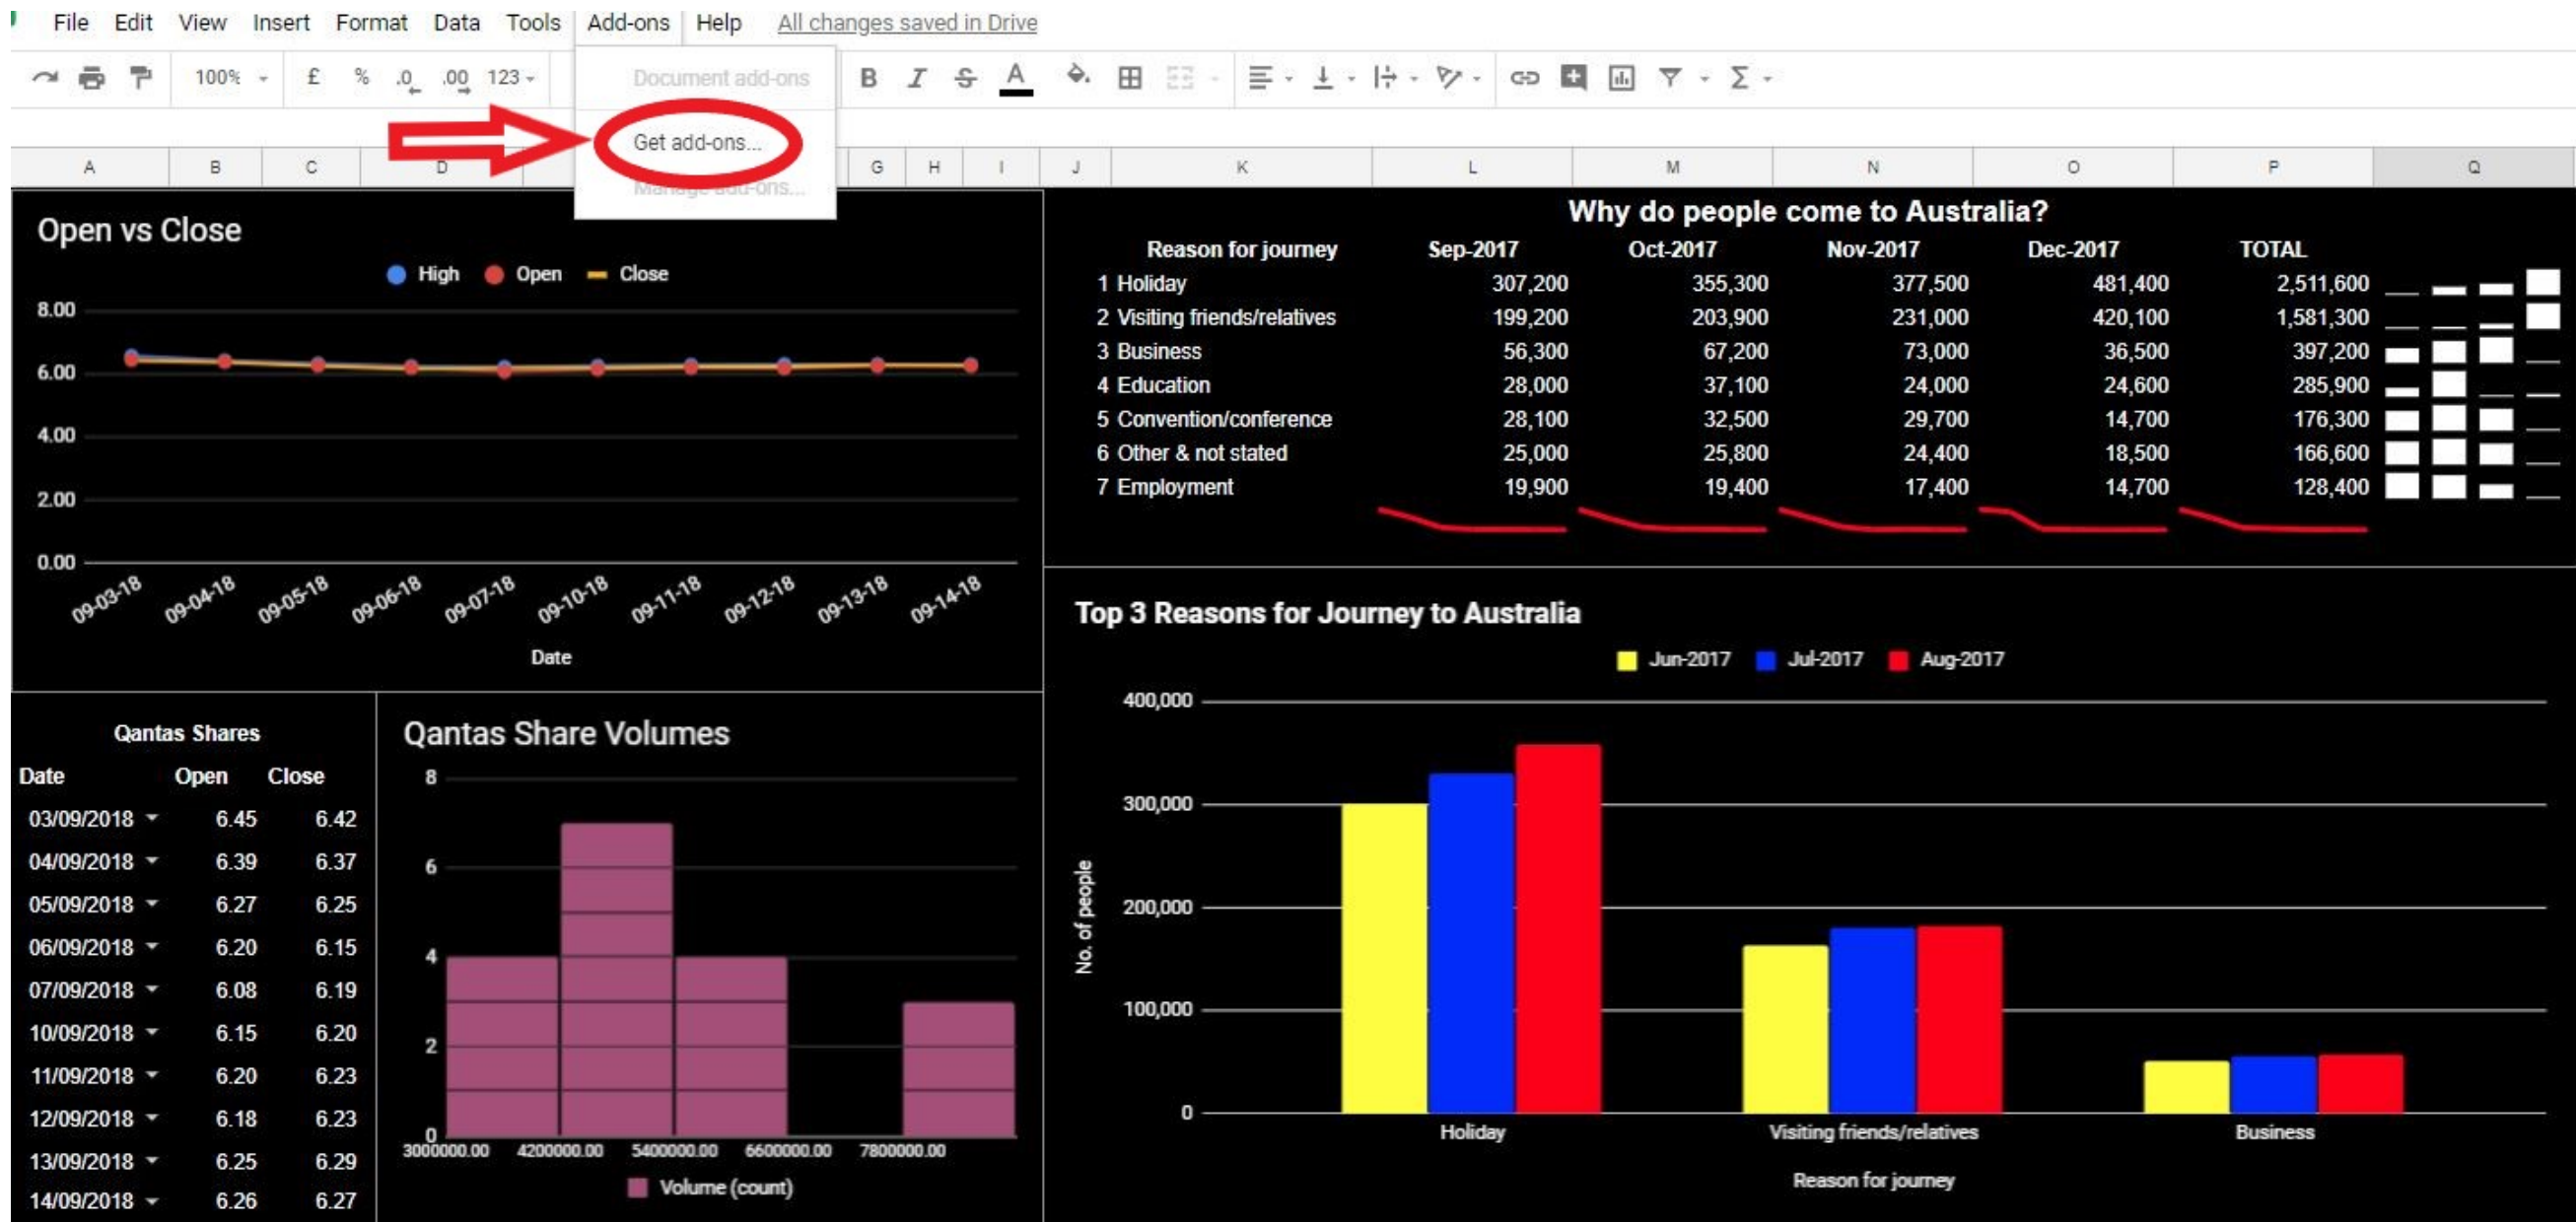 File Edit View Insert Format Data Tools Add-ons Help All changes saved in Drive
100% £ % .0 .00 123 B I S A Σ
Document add-ons
Get add-ons...
Manage add-ons...
A B C D G H I J K L M N O P Q
Open vs Close
High Open Close
8.00
6.00
4.00
2.00
0.00
09-03-18 09-04-18 09-05-18 09-06-18 09-07-18 09-10-18 09-11-18 09-12-18 09-13-18 09-14-18
Date
Why do people come to Australia?
Reason for journey Sep-2017 Oct-2017 Nov-2017 Dec-2017 TOTAL
1 Holiday 307,200 355,300 377,500 481,400 2,511,600
2 Visiting friends/relatives 199,200 203,900 231,000 420,100 1,581,300
3 Business 56,300 67,200 73,000 36,500 397,200
4 Education 28,000 37,100 24,000 24,600 285,900
5 Convention/conference 28,100 32,500 29,700 14,700 176,300
6 Other & not stated 25,000 25,800 24,400 18,500 166,600
7 Employment 19,900 19,400 17,400 14,700 128,400
Qantas Shares
Date Open Close
03/09/2018 6.45 6.42
04/09/2018 6.39 6.37
05/09/2018 6.27 6.25
06/09/2018 6.20 6.15
07/09/2018 6.08 6.19
10/09/2018 6.15 6.20
11/09/2018 6.20 6.23
12/09/2018 6.18 6.23
13/09/2018 6.25 6.29
14/09/2018 6.26 6.27
Qantas Share Volumes
8
6
4
2
0
3000000.00 4200000.00 5400000.00 6600000.00 7800000.00
Volume (count)
Top 3 Reasons for Journey to Australia
Jun-2017 Jul-2017 Aug-2017
400,000
300,000
200,000
100,000
0
No. of people
Holiday Visiting friends/relatives Business
Reason for journey